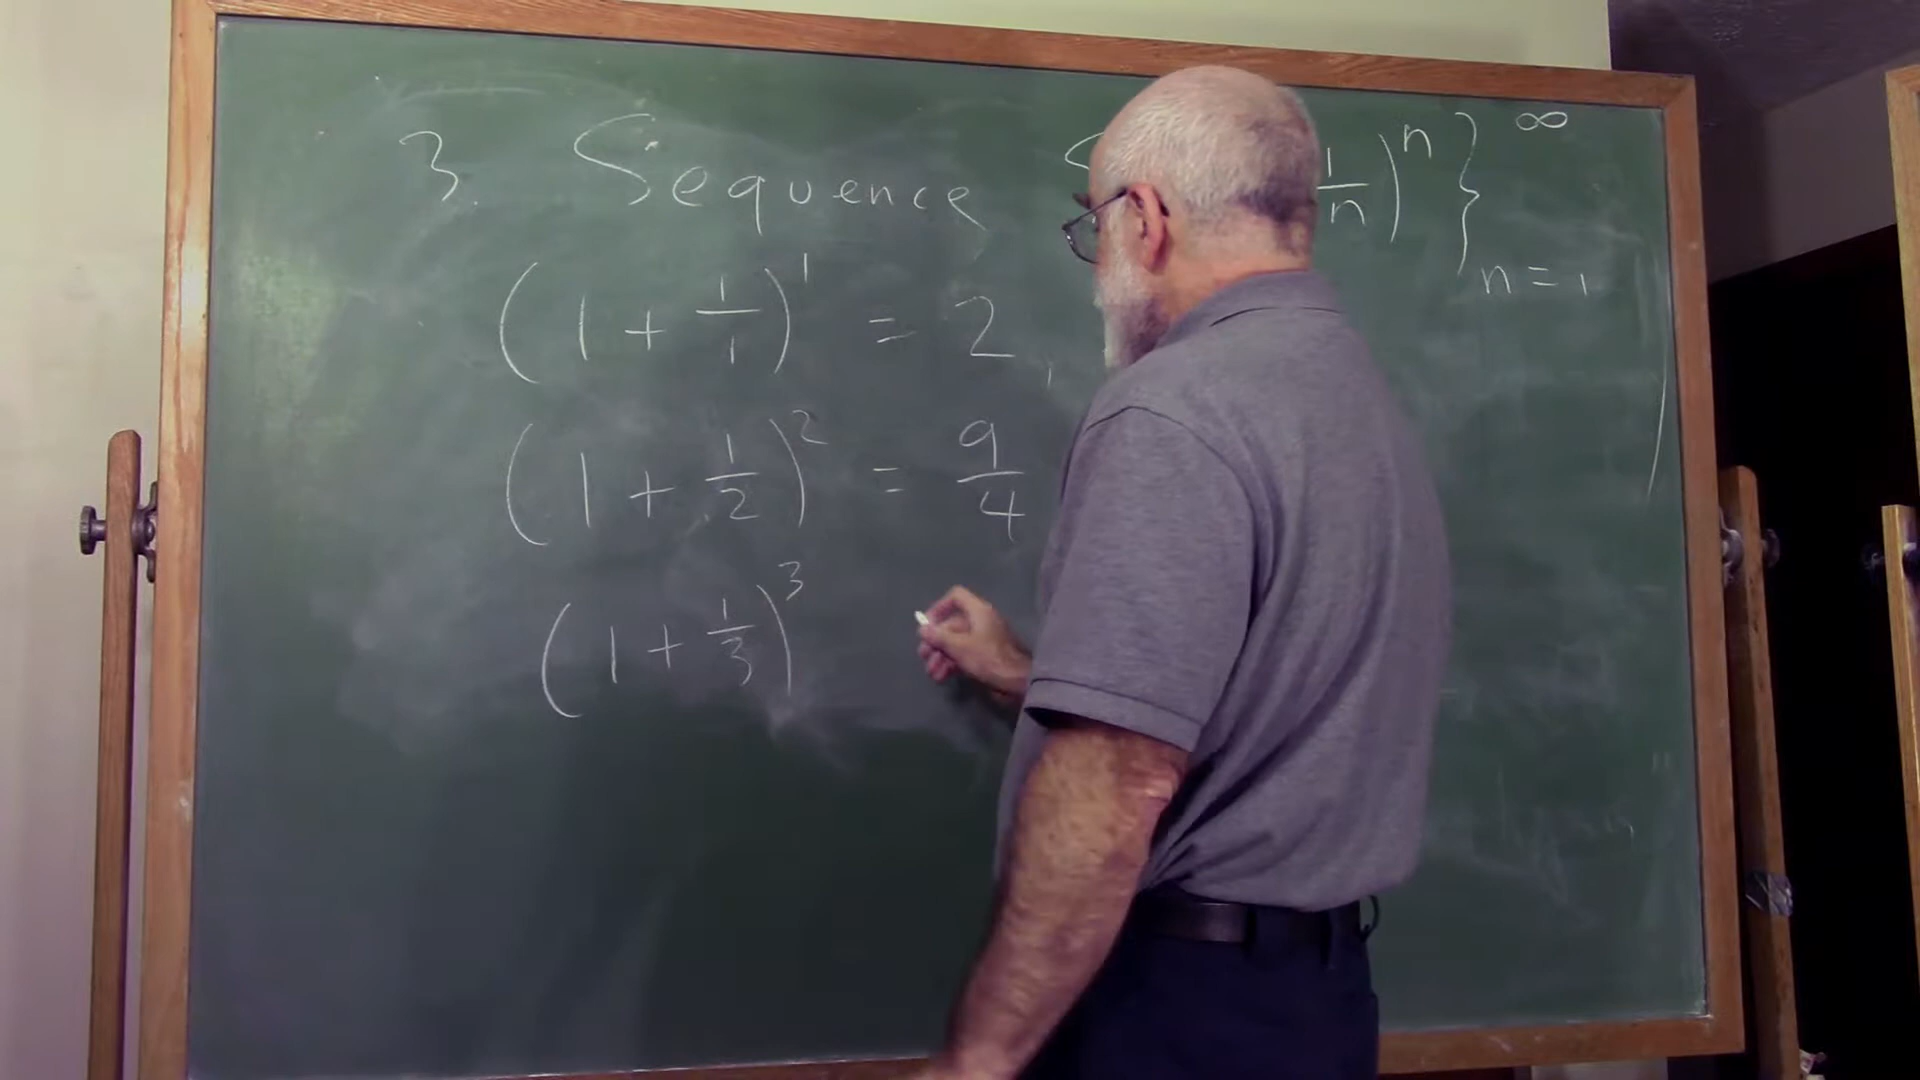 3. Sequence { 1/n)^n }^∞ n=1
(1 + 1/1)^1 = 2,
(1 + 1/2)^2 = 9/4
(1 + 1/3)^3